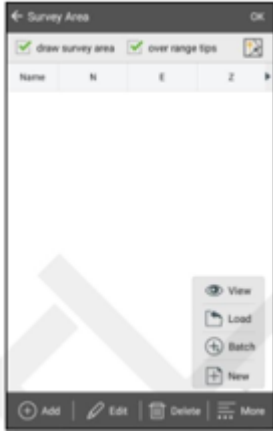 Survey Area OK
draw survey area over range tips
Name N E Z
View
Load
Batch
New
Add Edit Delete More